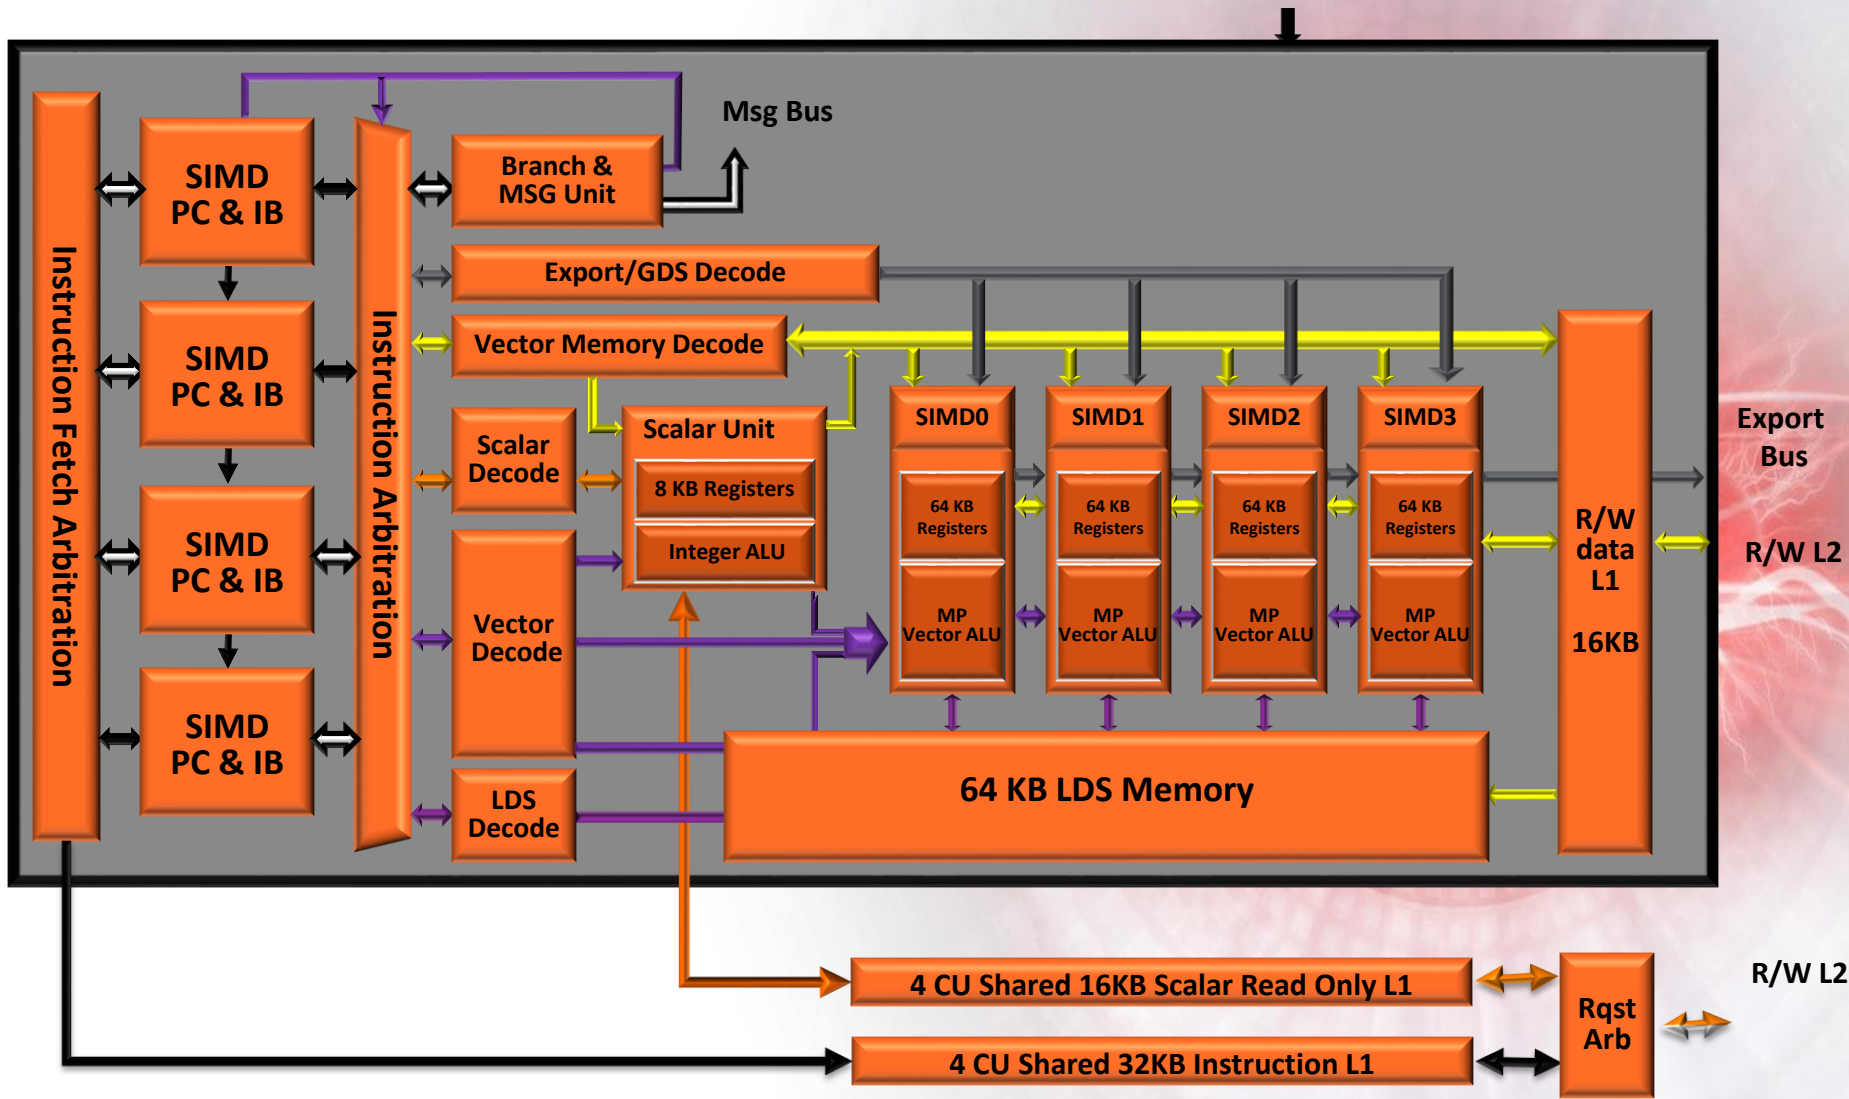 Msg Bus
Instruction Fetch Arbitration
SIMD
PC & IB
SIMD
PC & IB
SIMD
PC & IB
SIMD
PC & IB
Instruction Arbitration
Branch &
MSG Unit
Export/GDS Decode
Vector Memory Decode
Scalar
Decode
Scalar Unit
8 KB Registers
Integer ALU
Vector
Decode
LDS
Decode
SIMD0
64 KB
Registers
MP
Vector ALU
SIMD1
64 KB
Registers
MP
Vector ALU
SIMD2
64 KB
Registers
MP
Vector ALU
SIMD3
64 KB
Registers
MP
Vector ALU
64 KB LDS Memory
R/W
data
L1
16KB
Export
Bus
R/W L2
4 CU Shared 16KB Scalar Read Only L1
4 CU Shared 32KB Instruction L1
Rqst
Arb
R/W L2